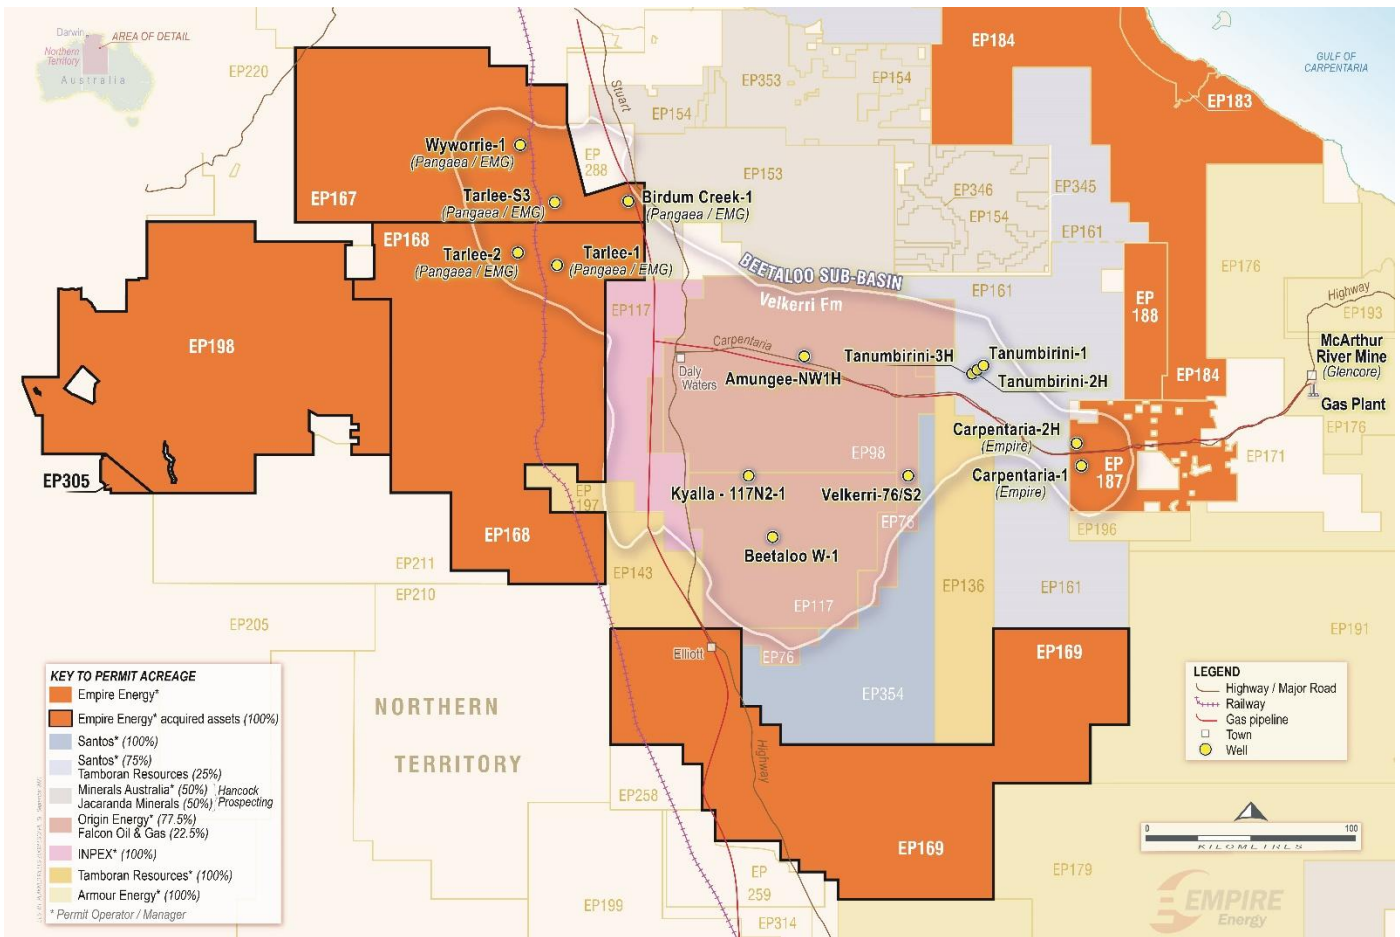 Darwin
AREA OF DETAIL
Northern
Territory
Australia
EP220
EP167
Wyworrie-1
(Pangaea / EMG)
Tarlee-S3
(Pangaea / EMG)
Birdum Creek-1
(Pangaea / EMG)
EP
288
Stuart
EP154
EP353
EP154
EP153
EP346
EP154
EP345
EP161
EP184
EP183
GULF OF
CARPENTARIA
EP168
Tarlee-2
(Pangaea / EMG)
Tarlee-1
(Pangaea / EMG)
EP198
EP305
BEETALOO SUB-BASIN
Velkerri Fm
EP117
EP161
EP
188
EP176
Highway
EP193
McArthur
River Mine
(Glencore)
Gas Plant
EP184
EP176
EP171
Carpentaria
Daly
Waters
Amungee-NW1H
Tanumbirini-3H
Tanumbirini-1
Tanumbirini-2H
Carpentaria-2H
(Empire)
Carpentaria-1
(Empire)
EP
187
EP98
Kyalla - 117N2-1
Velkerri-76/S2
EP76
Beetaloo W-1
EP
197
EP168
EP143
EP117
EP136
EP161
EP196
EP211
EP210
EP205
EP191
Elliott
EP76
EP354
EP169
NORTHERN
TERRITORY
Highway
EP258
EP169
EP
259
EP199
EP314
EP179
KEY TO PERMIT ACREAGE
Empire Energy*
Empire Energy* acquired assets (100%)
Santos* (100%)
Santos* (75%)
Tamboran Resources (25%)
Minerals Australia* (50%)
Jacaranda Minerals (50%)
Hancock
Prospecting
Origin Energy* (77.5%)
Falcon Oil & Gas (22.5%)
INPEX* (100%)
Tamboran Resources* (100%)
Armour Energy* (100%)
* Permit Operator / Manager
LEGEND
Highway / Major Road
Railway
Gas pipeline
Town
Well
0 100
KILOMETRES
EMPIRE
Energy